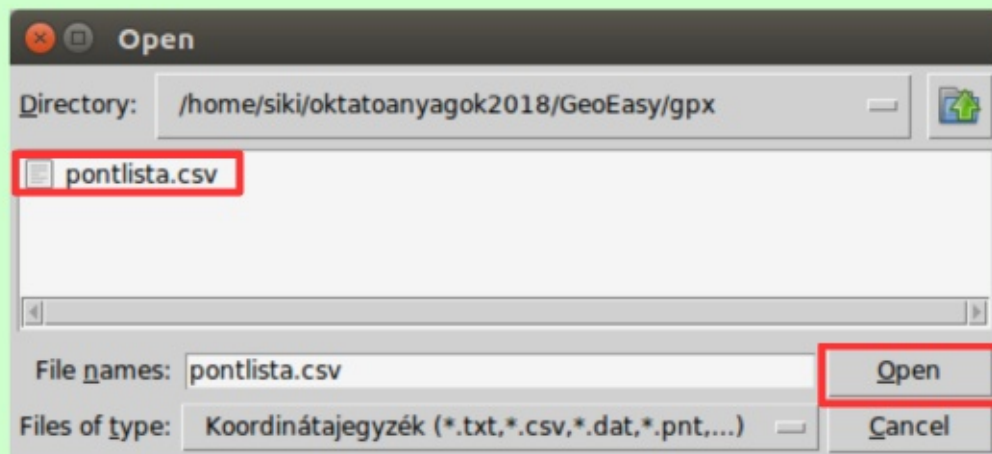 Open
Directory: /home/siki/oktatoanyagok2018/GeoEasy/gpx
pontlista.csv
File names: pontlista.csv Open
Files of type: Koordinátajegyzék (*.txt,*.csv,*.dat,*.pnt,...) Cancel